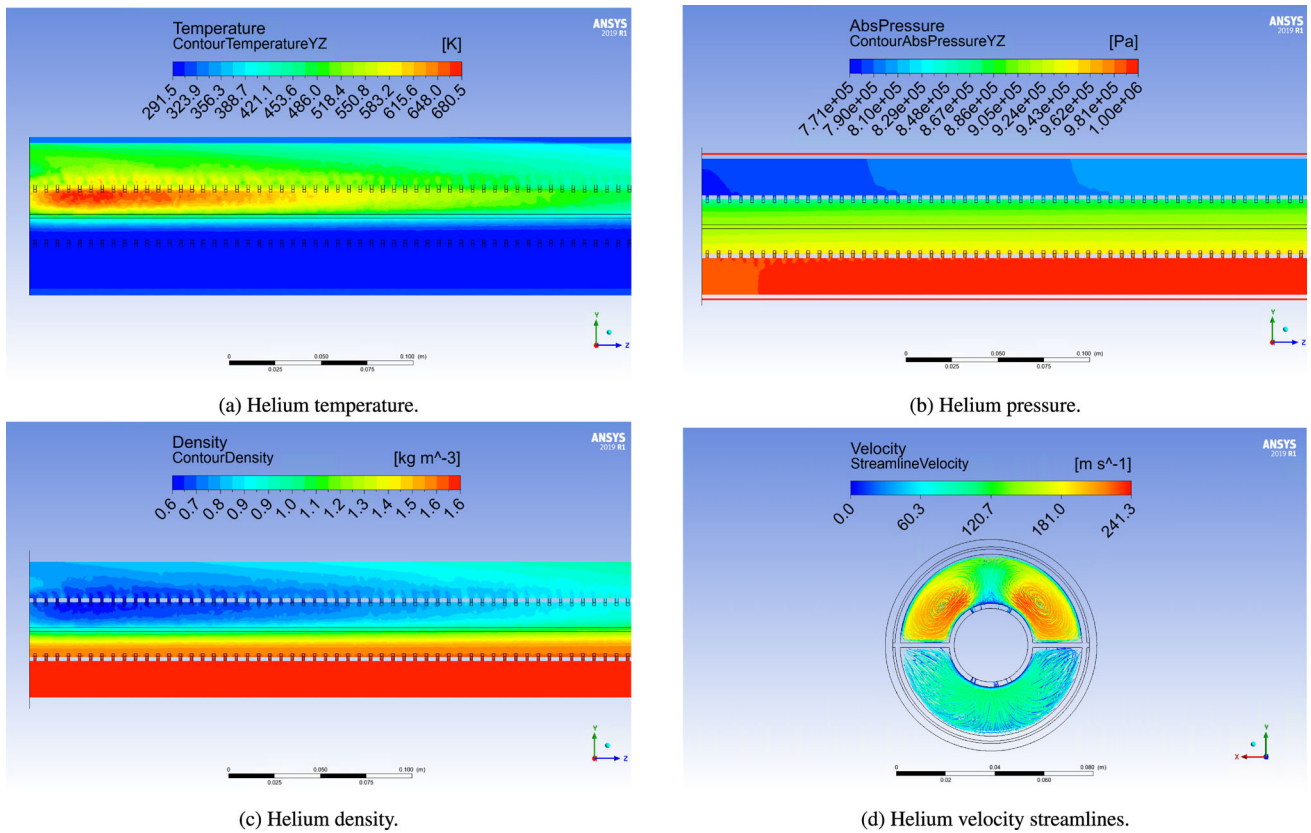 ANSYS
2019 R1
Temperature
ContourTemperatureYZ
[K]
291.5
323.9
356.3
388.7
421.1
453.6
486.0
518.4
550.8
583.2
615.6
648.0
680.5
Y
Z
0 0.050 0.100 (m)
0.025 0.075
(a) Helium temperature.
ANSYS
2019 R1
AbsPressure
ContourAbsPressureYZ
[Pa]
7.71e+05
7.90e+05
8.10e+05
8.29e+05
8.48e+05
8.67e+05
8.86e+05
9.05e+05
9.24e+05
9.43e+05
9.62e+05
9.81e+05
1.00e+06
Y
Z
0 0.050 0.100 (m)
0.025 0.075
(b) Helium pressure.
ANSYS
2019 R1
Density
ContourDensity
[kg m^-3]
0.6
0.7
0.8
0.9
0.9
1.0
1.1
1.2
1.3
1.4
1.5
1.6
1.6
Y
Z
0 0.050 0.100 (m)
0.025 0.075
(c) Helium density.
ANSYS
2019 R1
Velocity
StreamlineVelocity
[m s^-1]
0.0
60.3
120.7
181.0
241.3
Y
X
0 0.04 0.080 (m)
0.02 0.060
(d) Helium velocity streamlines.